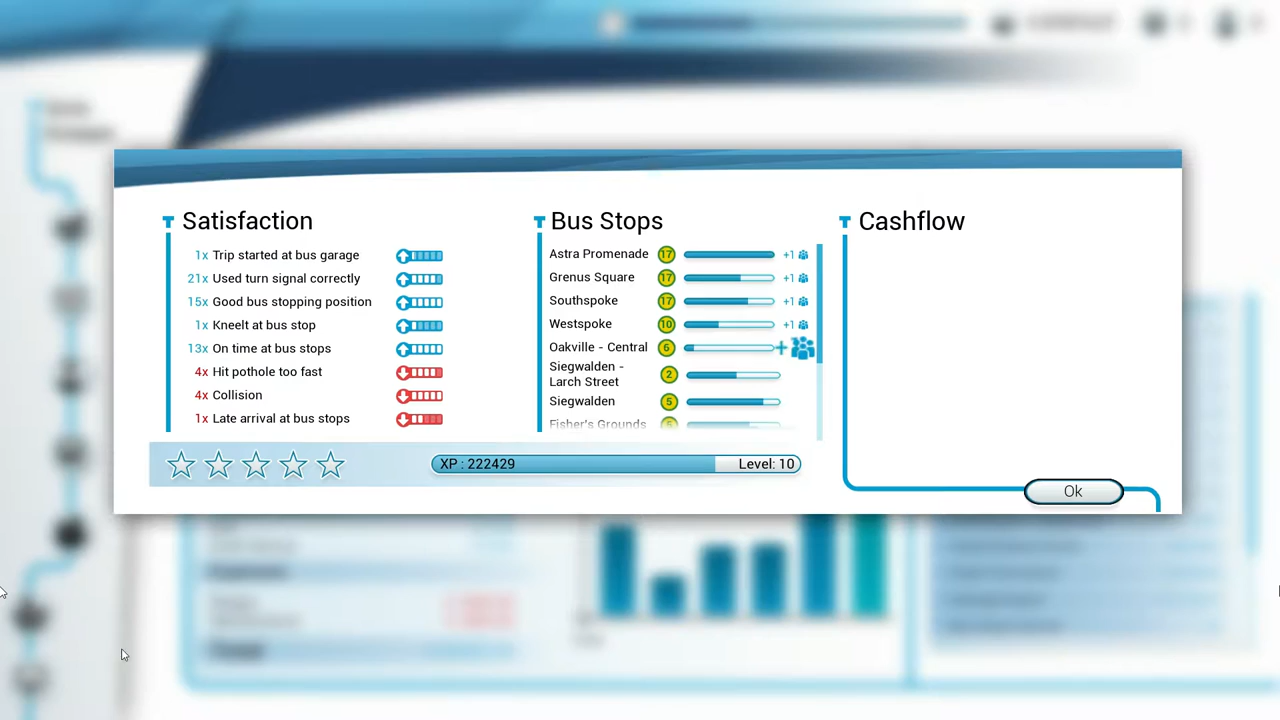 Satisfaction
1x Trip started at bus garage
21x Used turn signal correctly
15x Good bus stopping position
1x Kneelt at bus stop
13x On time at bus stops
4x Hit pothole too fast
4x Collision
1x Late arrival at bus stops
Bus Stops
Astra Promenade 17 +1
Grenus Square 17 +1
Southspoke 17 +1
Westspoke 10 +1
Oakville - Central 6 +
Siegwalden -
Larch Street 2
Siegwalden 5
Fisher's Grounds 5
XP : 222429 Level: 10
Cashflow
Ok